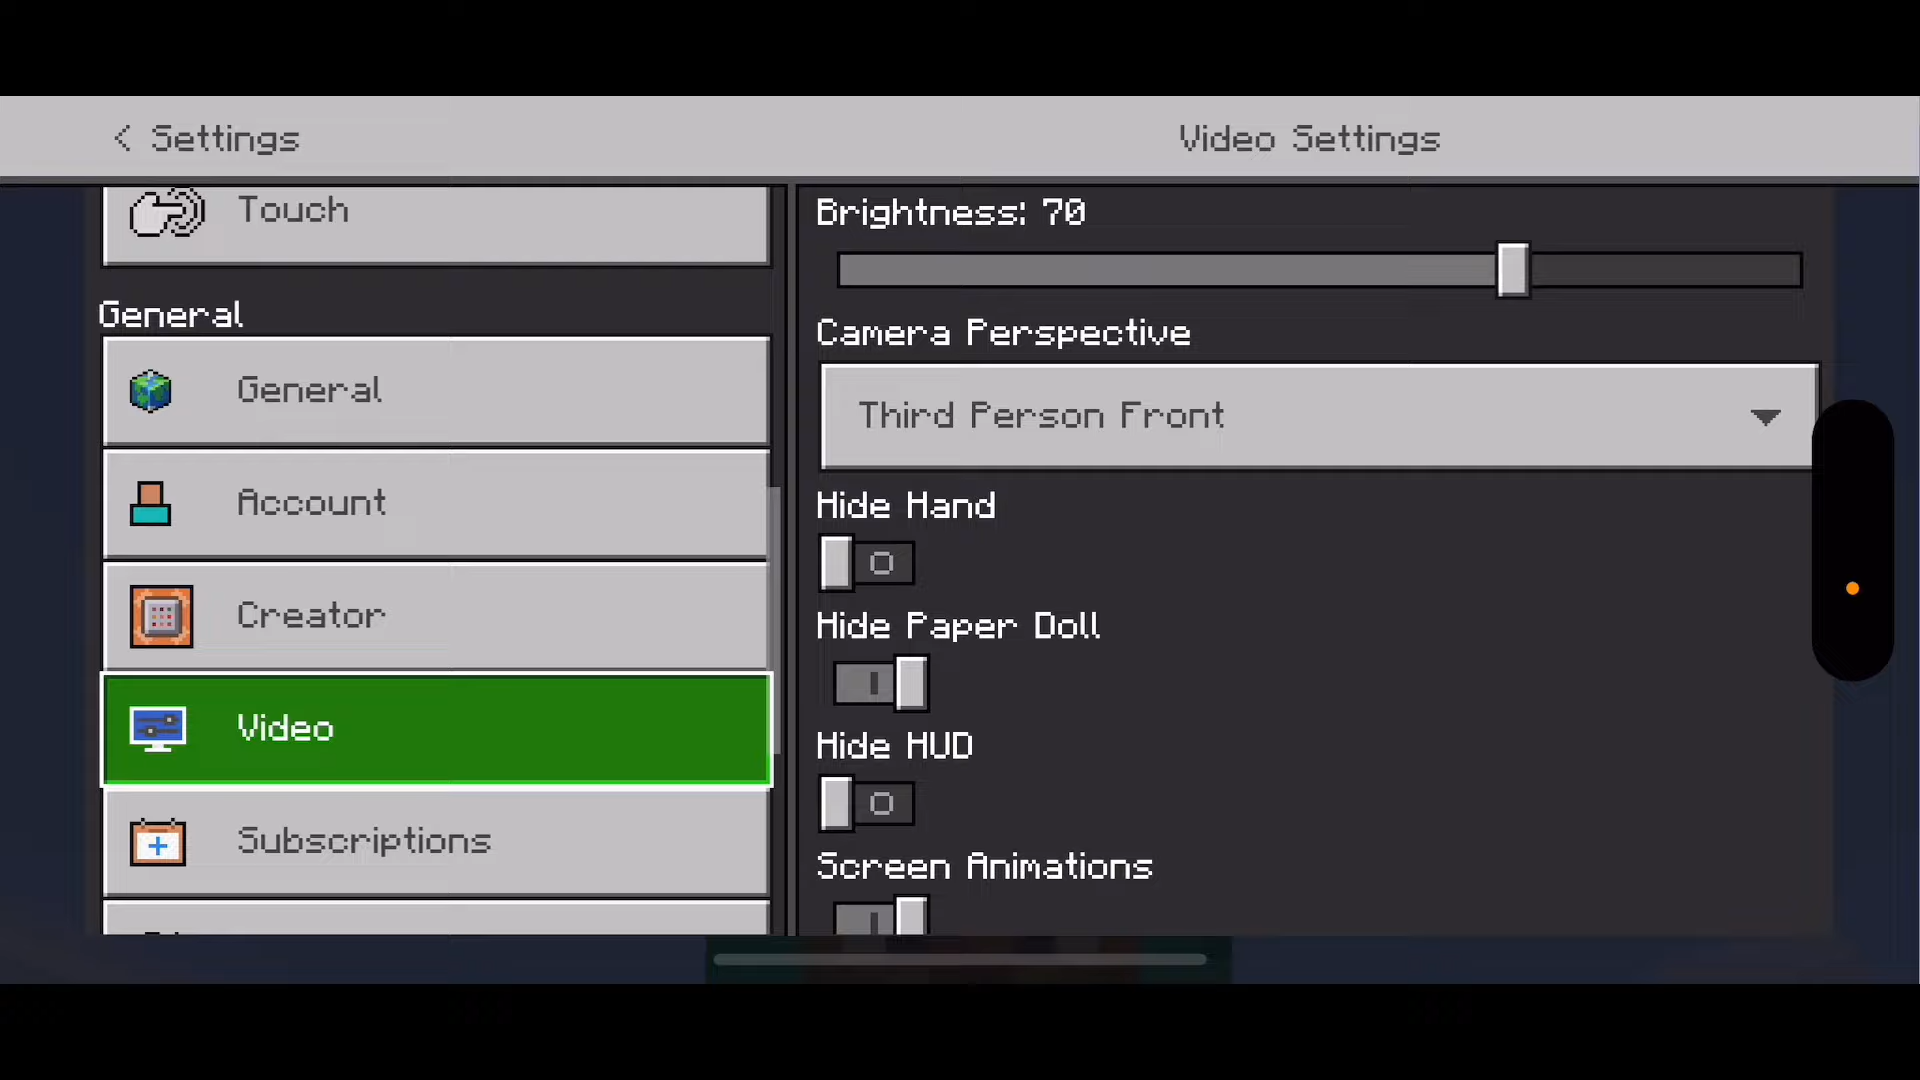 Settings
Video Settings
Touch
General
General
Account
Creator
Video
Subscriptions
Brightness: 70
Camera Perspective
Third Person Front
Hide Hand
Hide Paper Doll
Hide HUD
Screen Animations